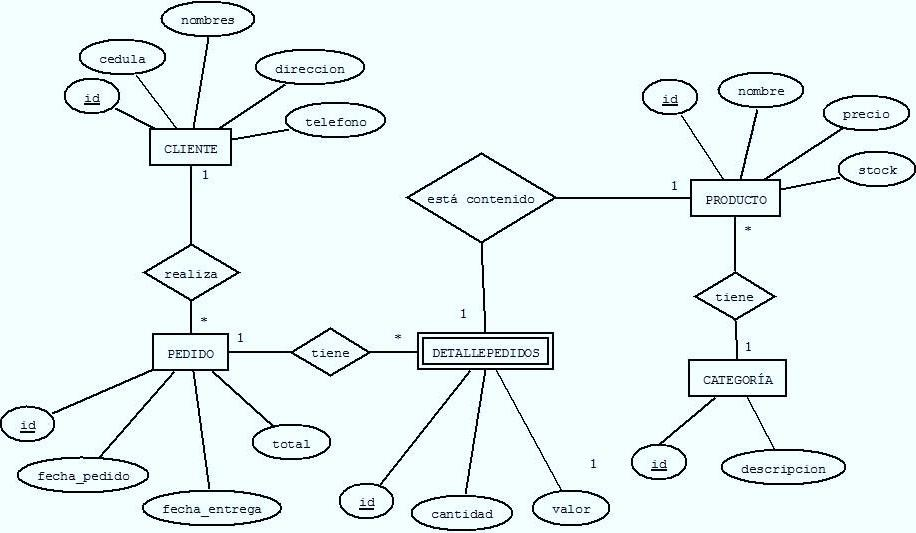 nombres
cedula
direccion
id
telefono
CLIENTE
1
id
nombre
precio
stock
PRODUCTO
1
*
está contenido
realiza
*
tiene
PEDIDO
1
tiene
*
1
DETALLEPEDIDOS
1
CATEGORÍA
id
fecha_pedido
fecha_entrega
total
id
cantidad
valor
1
id
descripcion